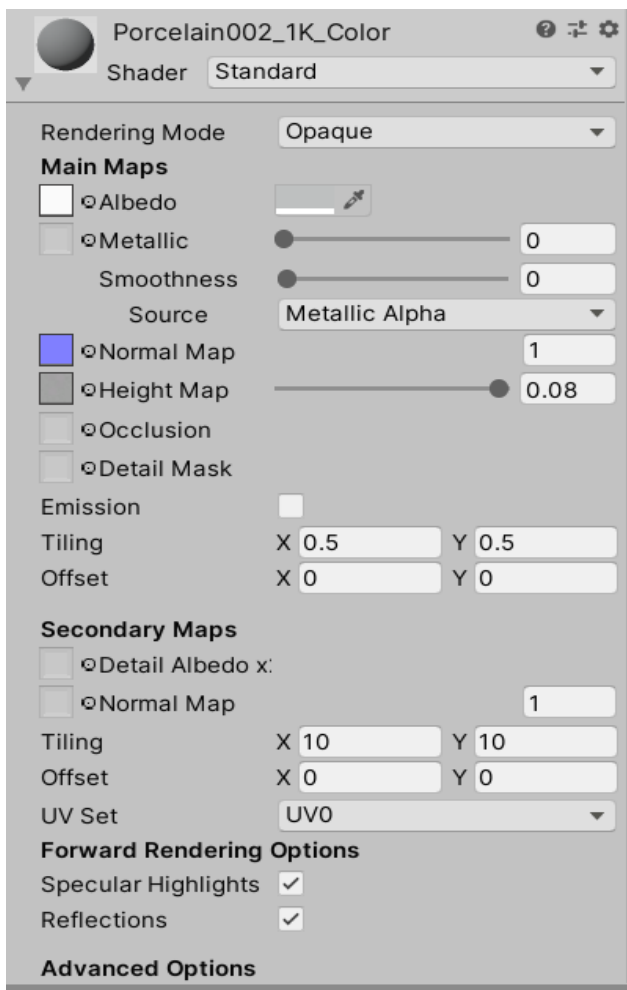 Porcelain002_1K_Color
Shader Standard
Rendering Mode Opaque
Main Maps
Albedo
Metallic 0
Smoothness 0
Source Metallic Alpha
Normal Map 1
Height Map 0.08
Occlusion
Detail Mask
Emission
Tiling X 0.5 Y 0.5
Offset X 0 Y 0
Secondary Maps
Detail Albedo x
Normal Map 1
Tiling X 10 Y 10
Offset X 0 Y 0
UV Set UV0
Forward Rendering Options
Specular Highlights
Reflections
Advanced Options